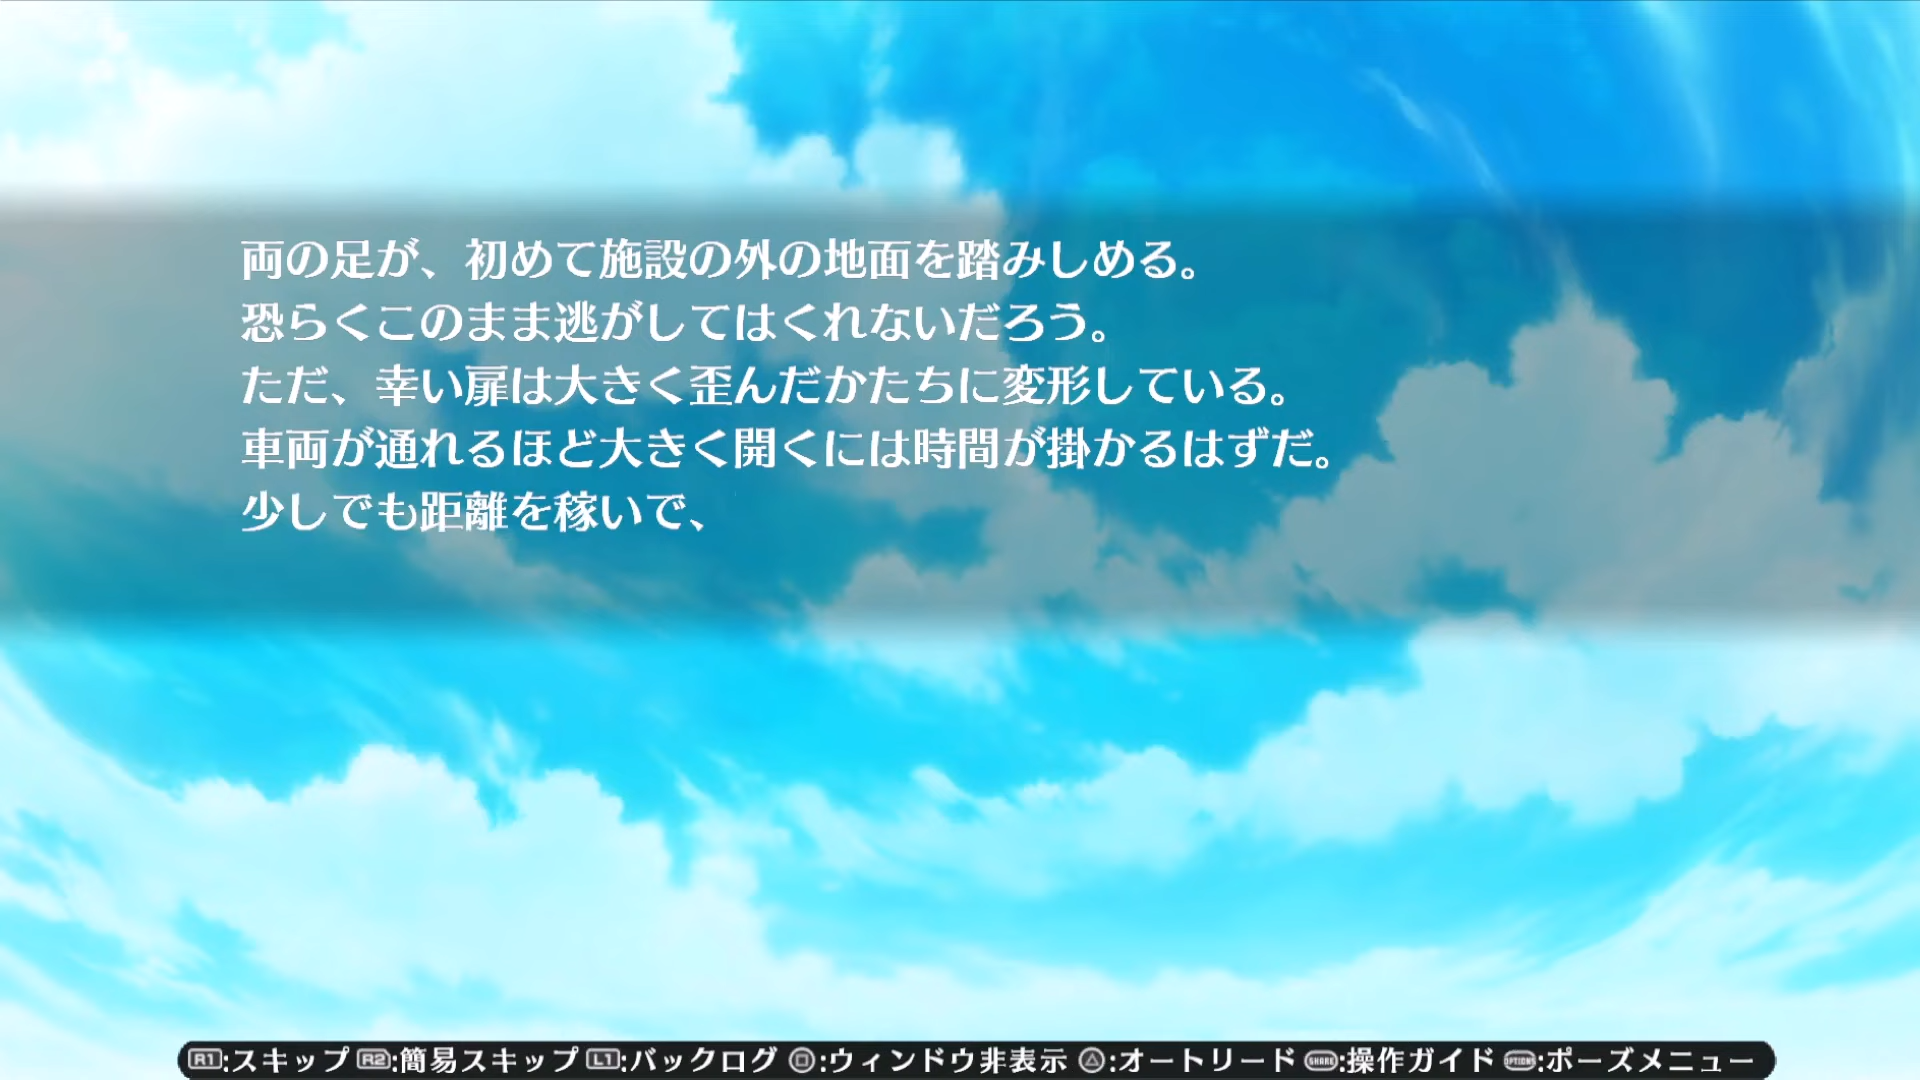 両の足が、初めて施設の外の地面を踏みしめる。
恐らくこのまま逃がしてはくれないだろう。
ただ、幸い扉は大きく歪んだかたちに変形している。
車両が通れるほど大きく開くには時間が掛かるはずだ。
少しでも距離を稼いで、
R1:スキップ R2:簡易スキップ L1:バックログ □:ウィンドウ非表示 △:オートリード SHARE:操作ガイド OPTIONS:ポーズメニュー